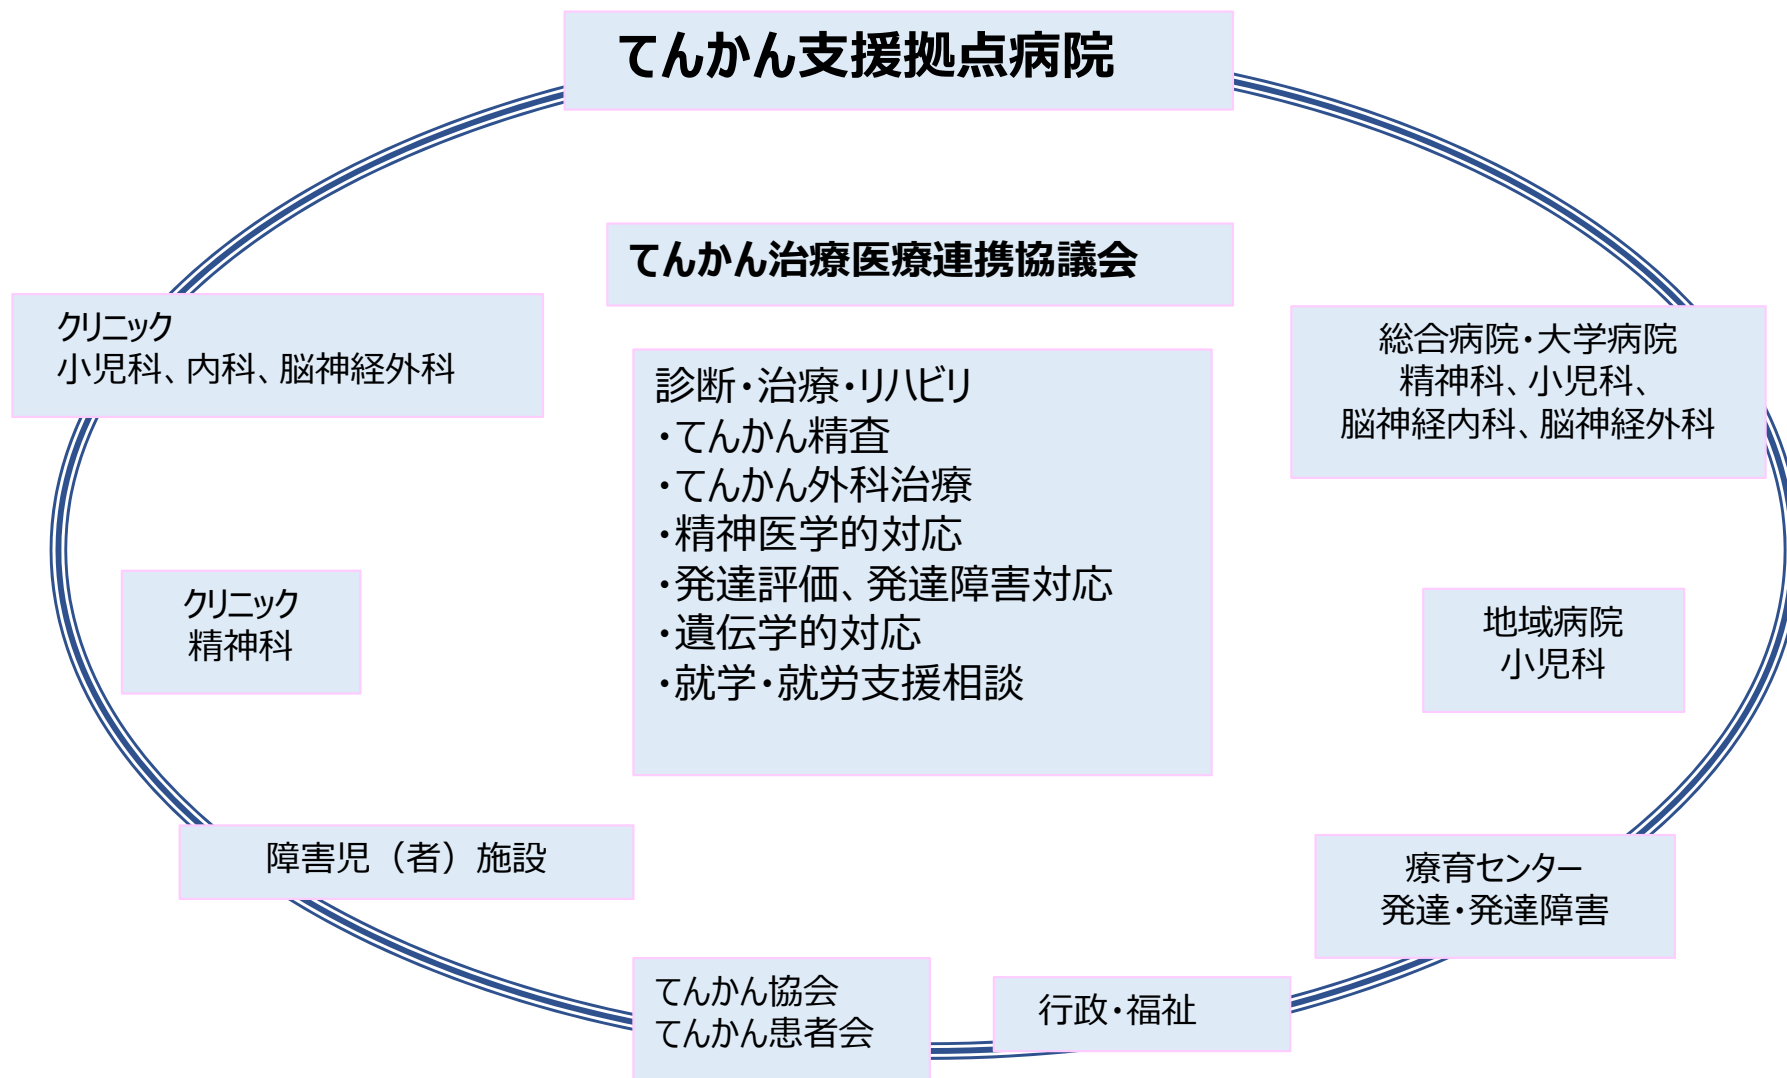 てんかん支援拠点病院
てんかん治療医療連携協議会
クリニック
小児科、内科、脳神経外科
総合病院・大学病院
精神科、小児科、
脳神経内科、脳神経外科
診断・治療・リハビリ
・てんかん精査
・てんかん外科治療
・精神医学的対応
・発達評価、発達障害対応
・遺伝学的対応
・就学・就労支援相談
クリニック
精神科
地域病院
小児科
障害児（者）施設
療育センター
発達・発達障害
てんかん協会
てんかん患者会
行政・福祉